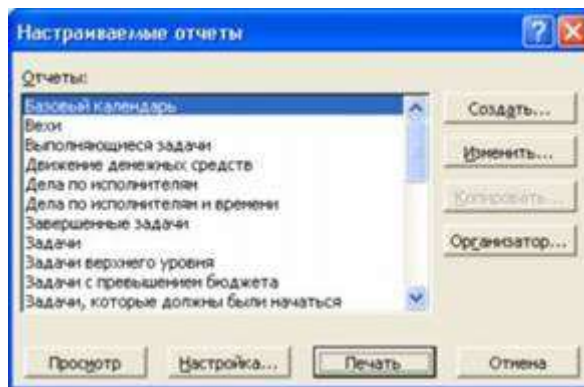 Настраиваемые отчеты
Отчеты:
Базовый календарь
Вехи
Выполняющиеся задачи
Движение денежных средств
Дела по исполнителям
Дела по исполнителям и времени
Завершенные задачи
Задачи
Задачи верхнего уровня
Задачи с превышением бюджета
Задачи, которые должны были начаться
Создать...
Изменить...
Копировать...
Организатор...
Просмотр
Настройка...
Печать
Отмена